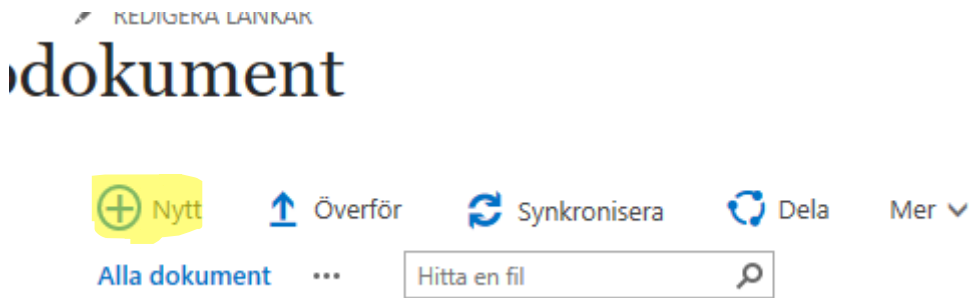 REDIGERA LÄNKAR
dokument
Nytt Överför Synkronisera Dela Mer
Alla dokument ... Hitta en fil